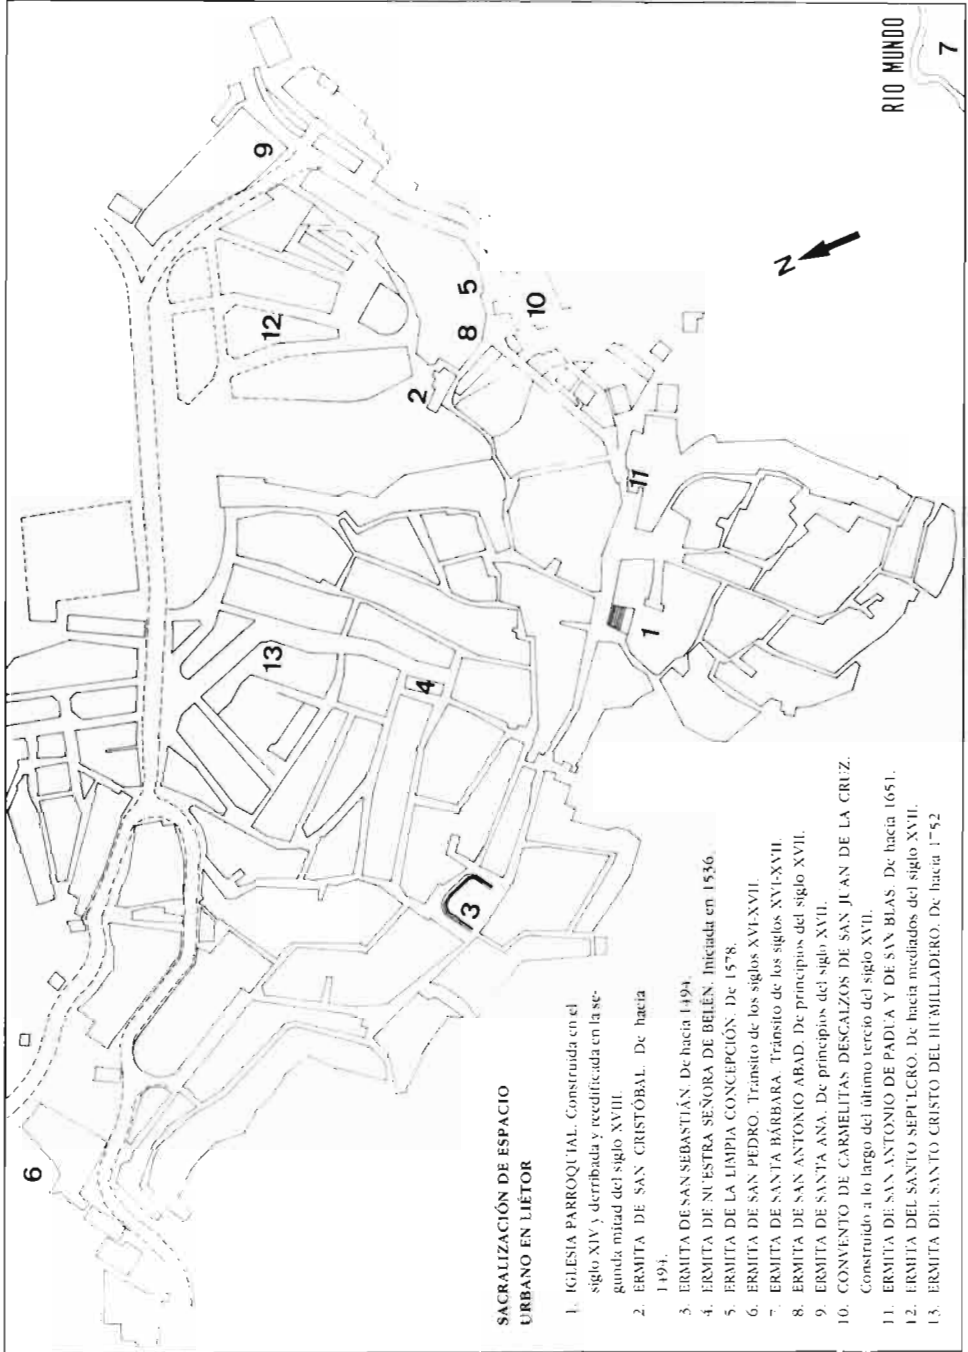 SACRALIZACIÓN DE ESPACIO
URBANO EN LIÉTOR
1. IGLESIA PARROQUIAL. Construida en el
siglo XIV y derribada y reedificada en la se-
gunda mitad del siglo XVIII.
2. ERMITA DE SAN CRISTÓBAL. De hacia
1494.
3. ERMITA DE SAN SEBASTIÁN. De hacia 1494.
4. ERMITA DE NUESTRA SEÑORA DE BELÉN. Iniciada en 1536.
5. ERMITA DE LA LIMPIA CONCEPCIÓN. De 1578.
6. ERMITA DE SAN PEDRO. Tránsito de los siglos XVI-XVII.
7. ERMITA DE SANTA BÁRBARA. Tránsito de los siglos XVI-XVII.
8. ERMITA DE SAN ANTONIO ABAD. De principios del siglo XVII.
9. ERMITA DE SANTA ANA. De principios del siglo XVII.
10. CONVENTO DE CARMELITAS DESCALZOS DE SAN JUAN DE LA CRUZ.
Construido a lo largo del último tercio del siglo XVII.
11. ERMITA DE SAN ANTONIO DE PADUA Y DE SAN BLAS. De hacia 1651.
12. ERMITA DEL SANTO SEPULCRO. De hacia mediados del siglo XVII.
13. ERMITA DEL SANTO CRISTO DEL HUMILLADERO. De hacia 1752
6
3
13
4
1
11
2
12
8
5
10
9
N
RIO MUNDO
7